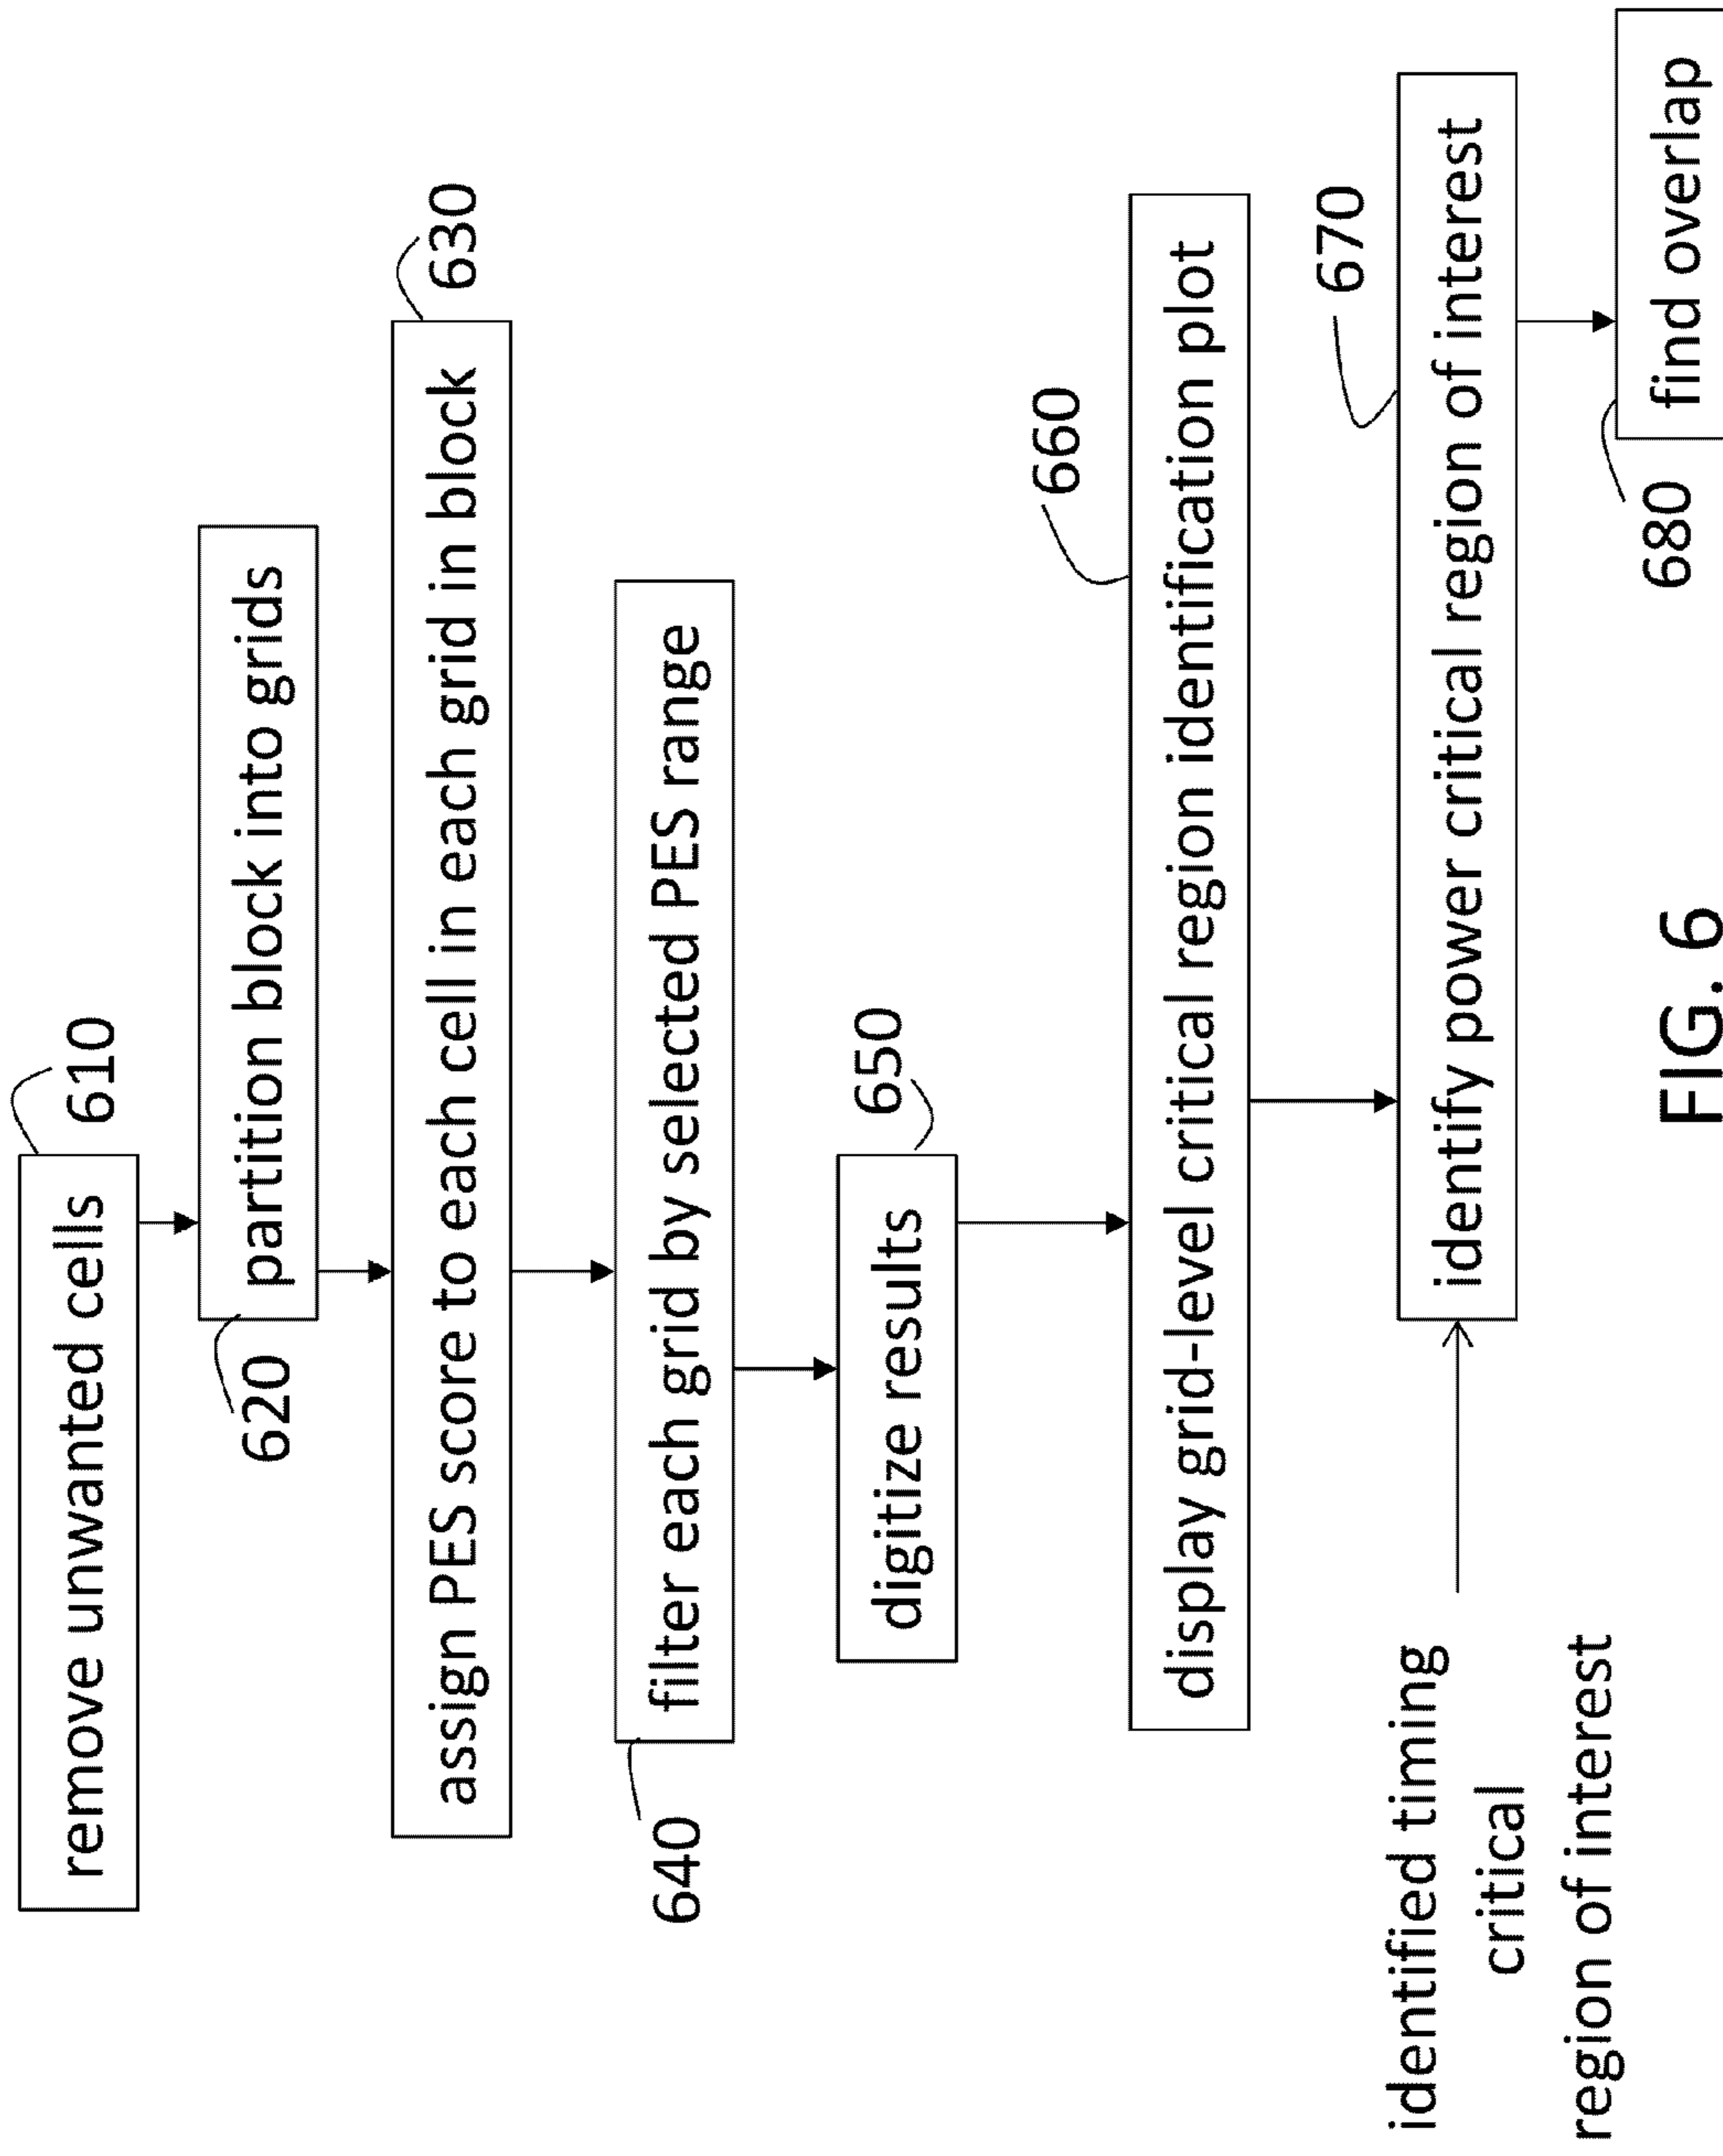 610
remove unwanted cells
620
partition block into grids
630
assign PES score to each cell in each grid in block
640
filter each grid by selected PES range
650
digitize results
660
display grid-level critical region identification plot
670
identify power critical region of interest
identified timing
critical
region of interest
680
find overlap
FIG. 6